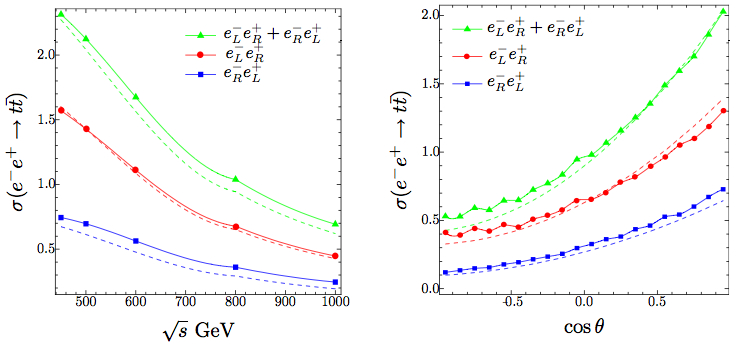 e⁻_L e⁺_R + e⁻_R e⁺_L
e⁻_L e⁺_R
e⁻_R e⁺_L
σ(e⁻e⁺ → tt̄)
2.0
1.5
1.0
0.5
500 600 700 800 900 1000
√s GeV
e⁻_L e⁺_R + e⁻_R e⁺_L
e⁻_L e⁺_R
e⁻_R e⁺_L
σ(e⁻e⁺ → tt̄)
2.0
1.5
1.0
0.5
0.0
-0.5 0.0 0.5
cos θ